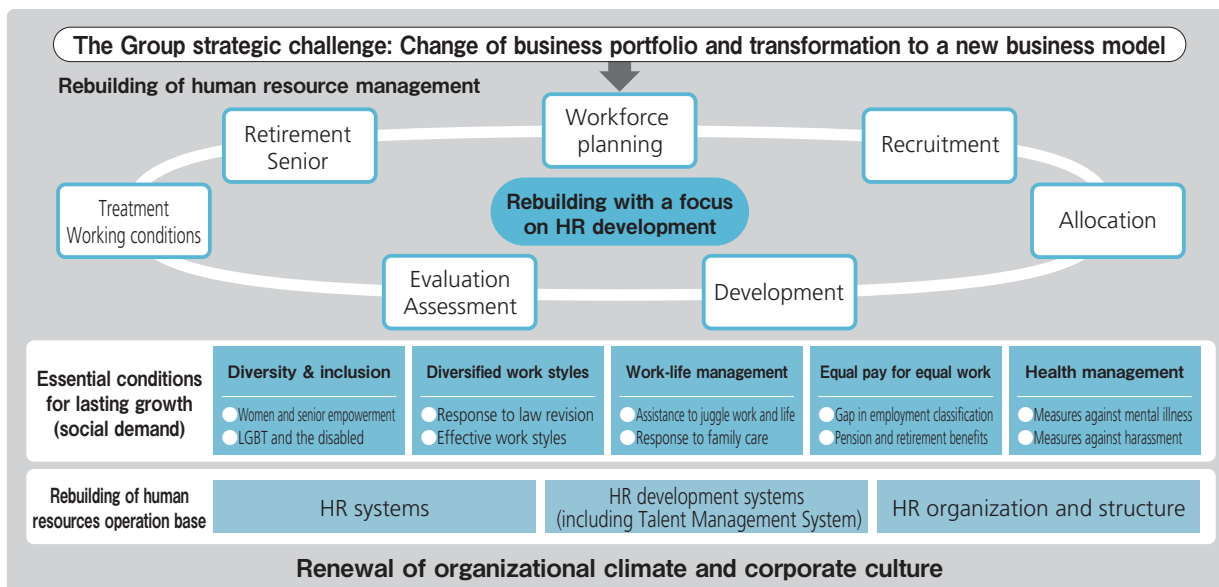 The Group strategic challenge: Change of business portfolio and transformation to a new business model
Rebuilding of human resource management
Workforce
planning
Retirement
Senior
Recruitment
Treatment
Working conditions
Rebuilding with a focus
on HR development
Allocation
Evaluation
Assessment
Development
Essential conditions
for lasting growth
(social demand)
Diversity & inclusion
Women and senior empowerment
LGBT and the disabled
Diversified work styles
Response to law revision
Effective work styles
Work-life management
Assistance to juggle work and life
Response to family care
Equal pay for equal work
Gap in employment classification
Pension and retirement benefits
Health management
Measures against mental illness
Measures against harassment
Rebuilding of human
resources operation base
HR systems
HR development systems
(including Talent Management System)
HR organization and structure
Renewal of organizational climate and corporate culture